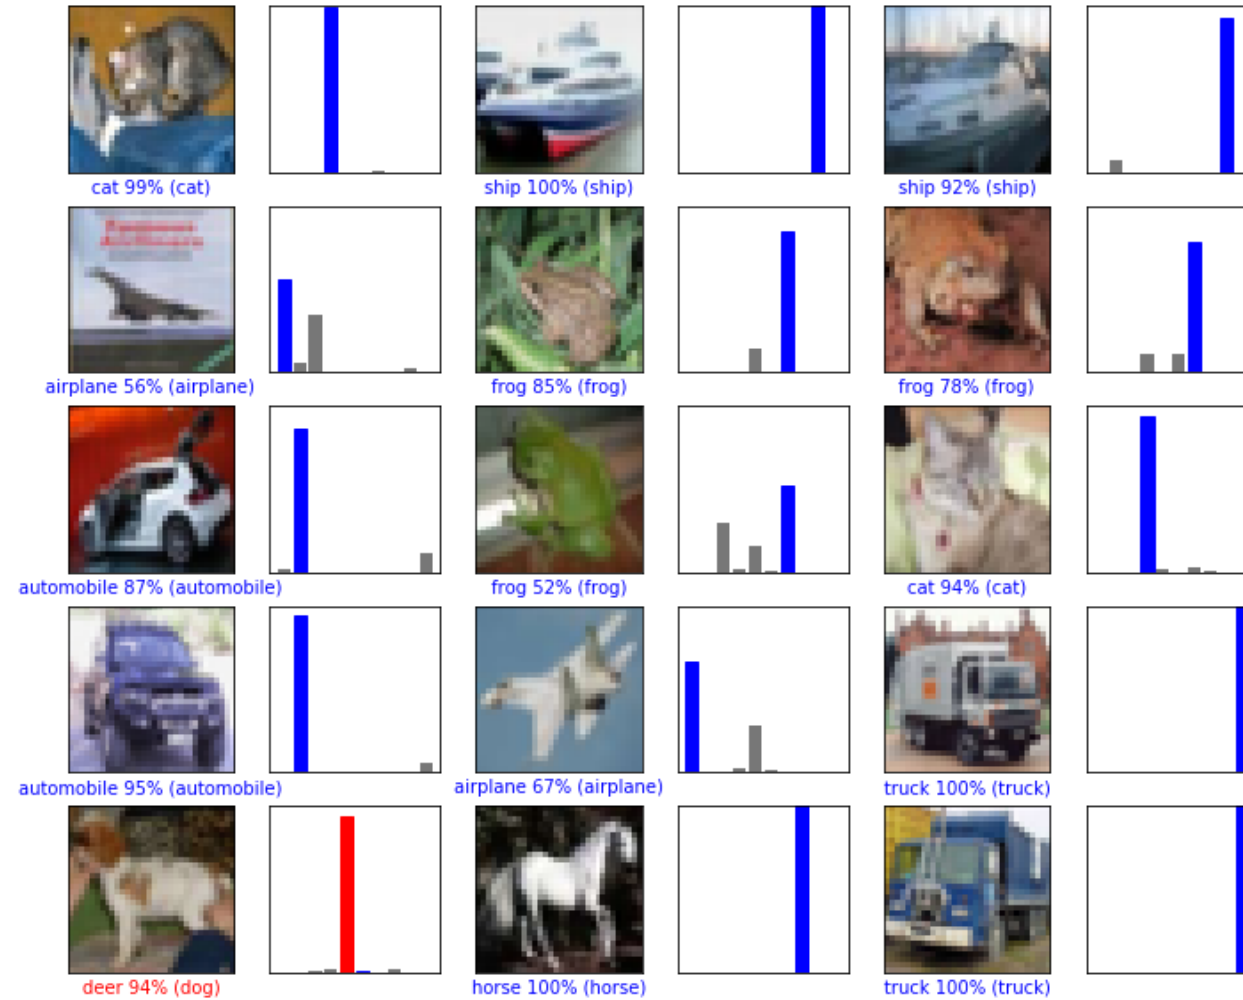 cat 99% (cat)
ship 100% (ship)
ship 92% (ship)
airplane 56% (airplane)
frog 85% (frog)
frog 78% (frog)
automobile 87% (automobile)
frog 52% (frog)
cat 94% (cat)
automobile 95% (automobile)
airplane 67% (airplane)
truck 100% (truck)
deer 94% (dog)
horse 100% (horse)
truck 100% (truck)